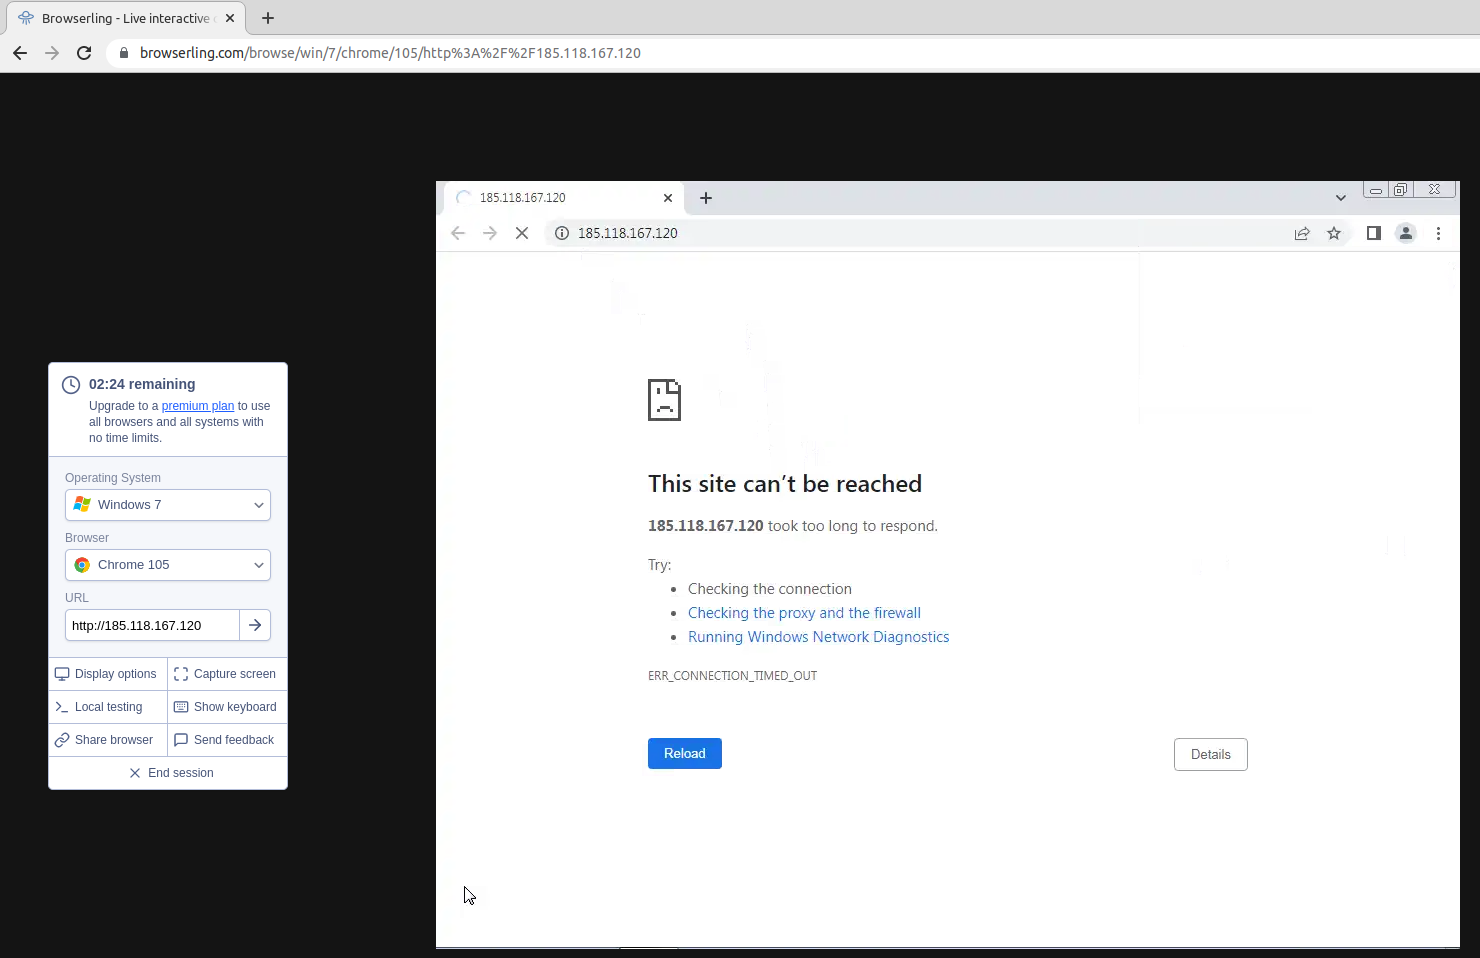 Browserling - Live interactive
browserling.com/browse/win/7/chrome/105/http%3A%2F%2F185.118.167.120
185.118.167.120
185.118.167.120
02:24 remaining
Upgrade to a premium plan to use
all browsers and all systems with
no time limits.
Operating System
Windows 7
Browser
Chrome 105
URL
http://185.118.167.120
Display options
Capture screen
Local testing
Show keyboard
Share browser
Send feedback
End session
This site can’t be reached
185.118.167.120 took too long to respond.
Try:
Checking the connection
Checking the proxy and the firewall
Running Windows Network Diagnostics
ERR_CONNECTION_TIMED_OUT
Reload
Details